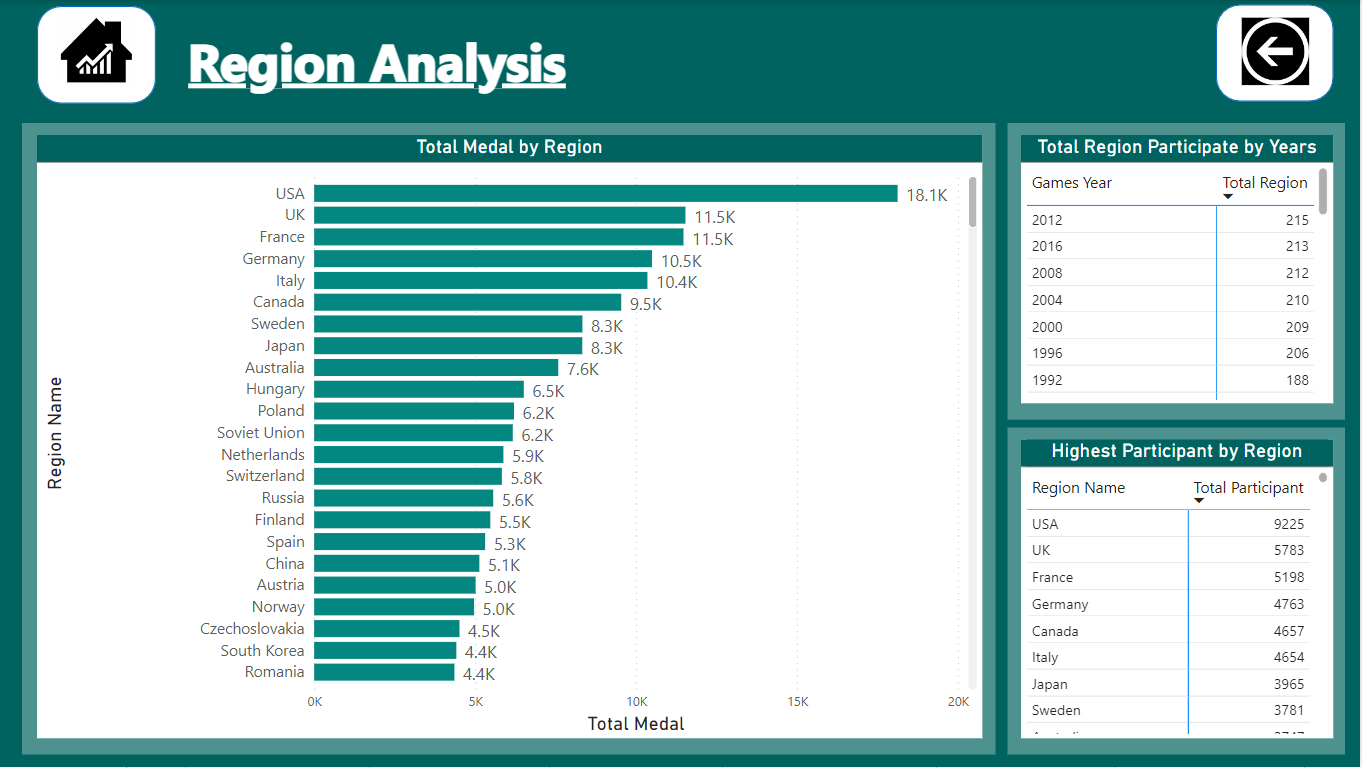 Region Analysis
Total Medal by Region
Region Name
USA 18.1K
UK 11.5K
France 11.5K
Germany 10.5K
Italy 10.4K
Canada 9.5K
Sweden 8.3K
Japan 8.3K
Australia 7.6K
Hungary 6.5K
Poland 6.2K
Soviet Union 6.2K
Netherlands 5.9K
Switzerland 5.8K
Russia 5.6K
Finland 5.5K
Spain 5.3K
China 5.1K
Austria 5.0K
Norway 5.0K
Czechoslovakia 4.5K
South Korea 4.4K
Romania 4.4K
0K 5K 10K 15K 20K
Total Medal
Total Region Participate by Years
Games Year Total Region
2012 215
2016 213
2008 212
2004 210
2000 209
1996 206
1992 188
Highest Participant by Region
Region Name Total Participant
USA 9225
UK 5783
France 5198
Germany 4763
Canada 4657
Italy 4654
Japan 3965
Sweden 3781